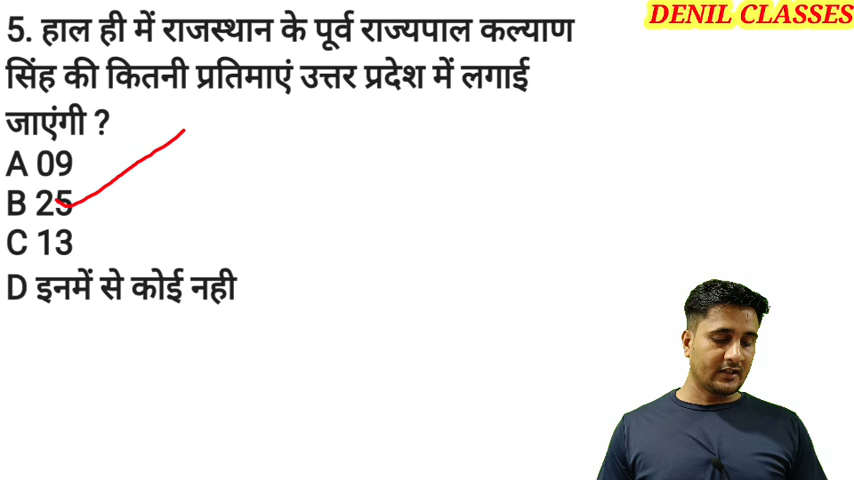 DENIL CLASSES
5. हाल ही में राजस्थान के पूर्व राज्यपाल कल्याण
सिंह की कितनी प्रतिमाएं उत्तर प्रदेश में लगाई
जाएंगी ?
A 09
B 25
C 13
D इनमें से कोई नही